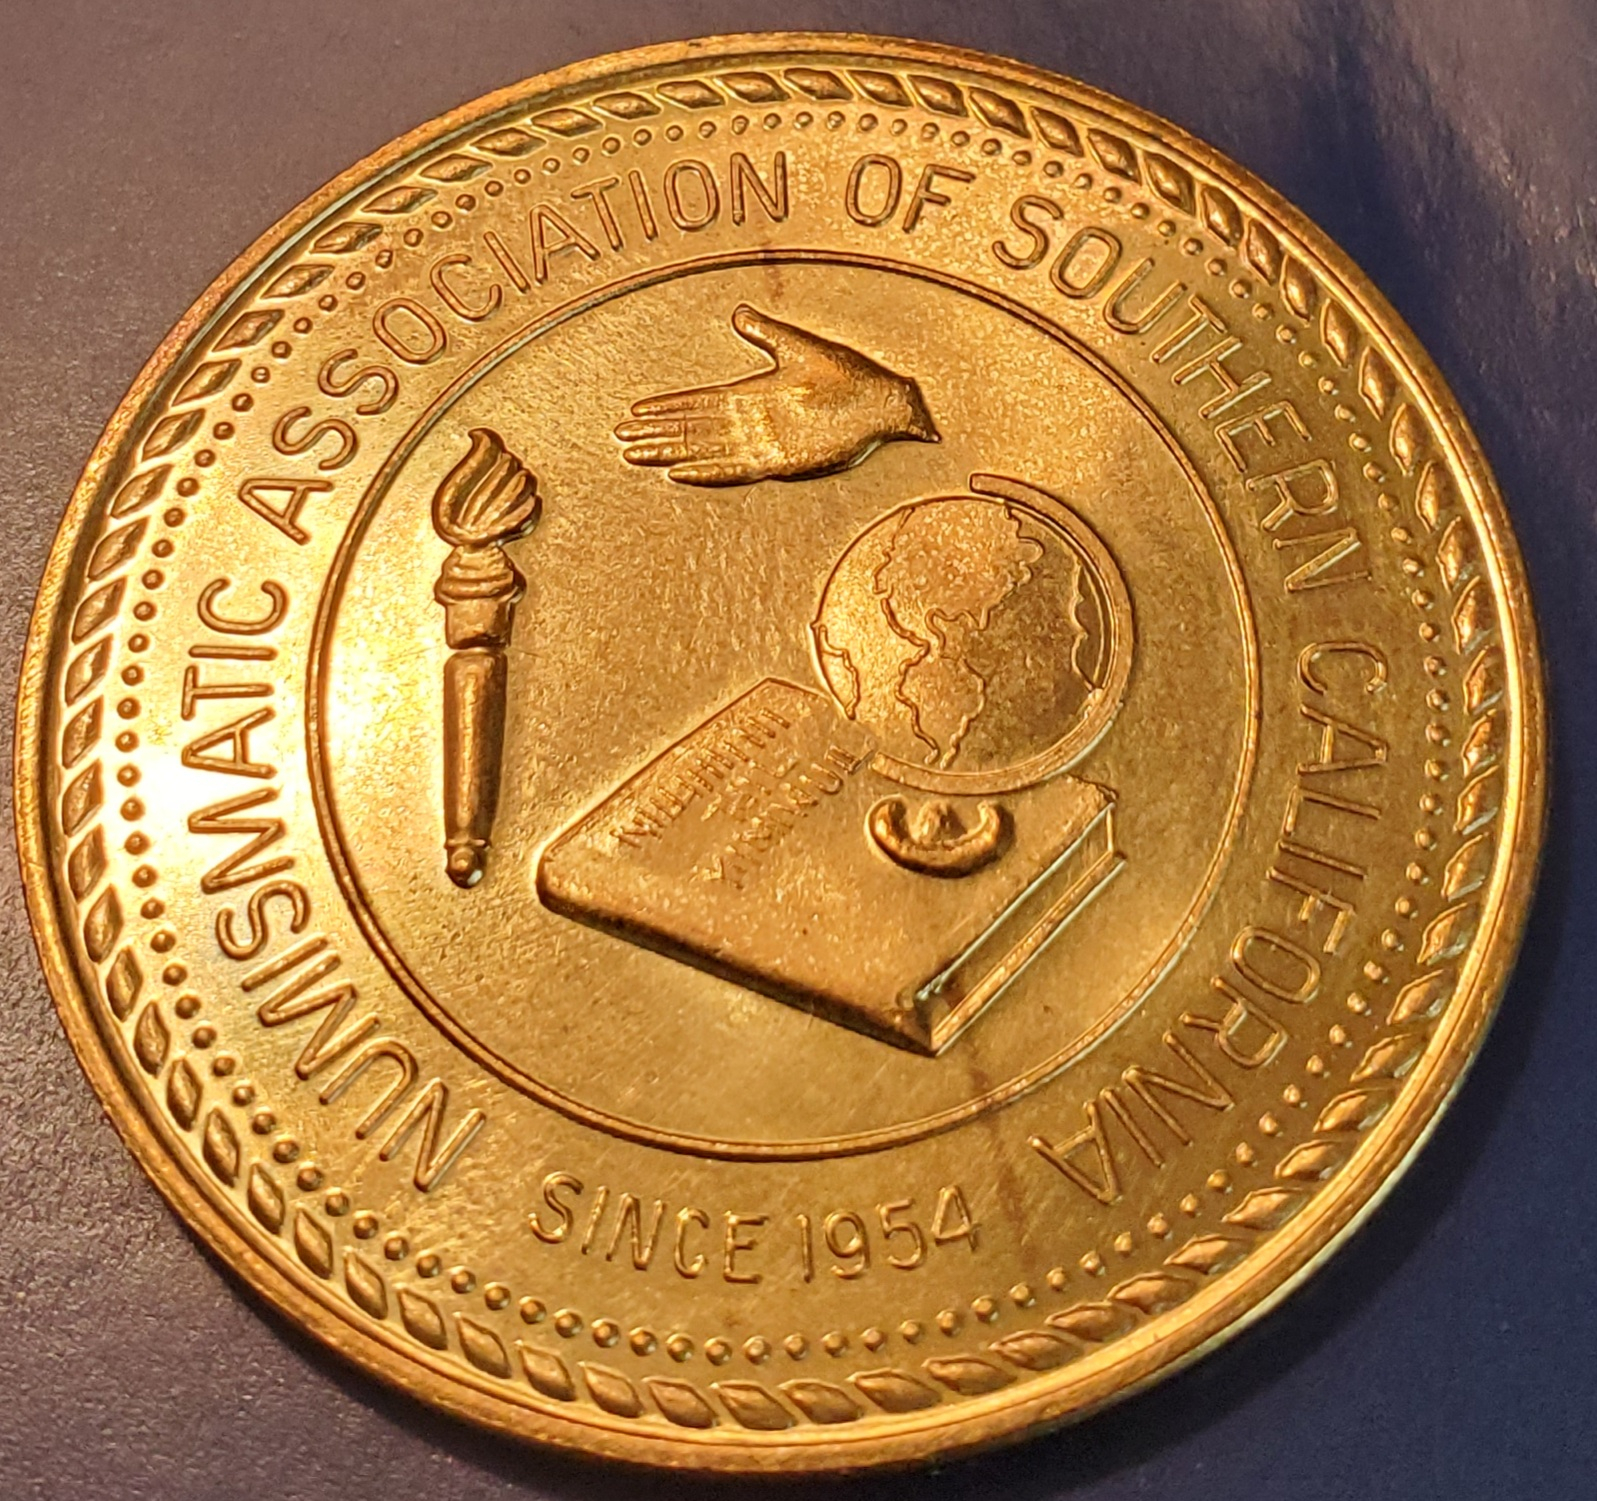 NUMISMATIC ASSOCIATION OF SOUTHERN CALIFORNIA
SINCE 1954